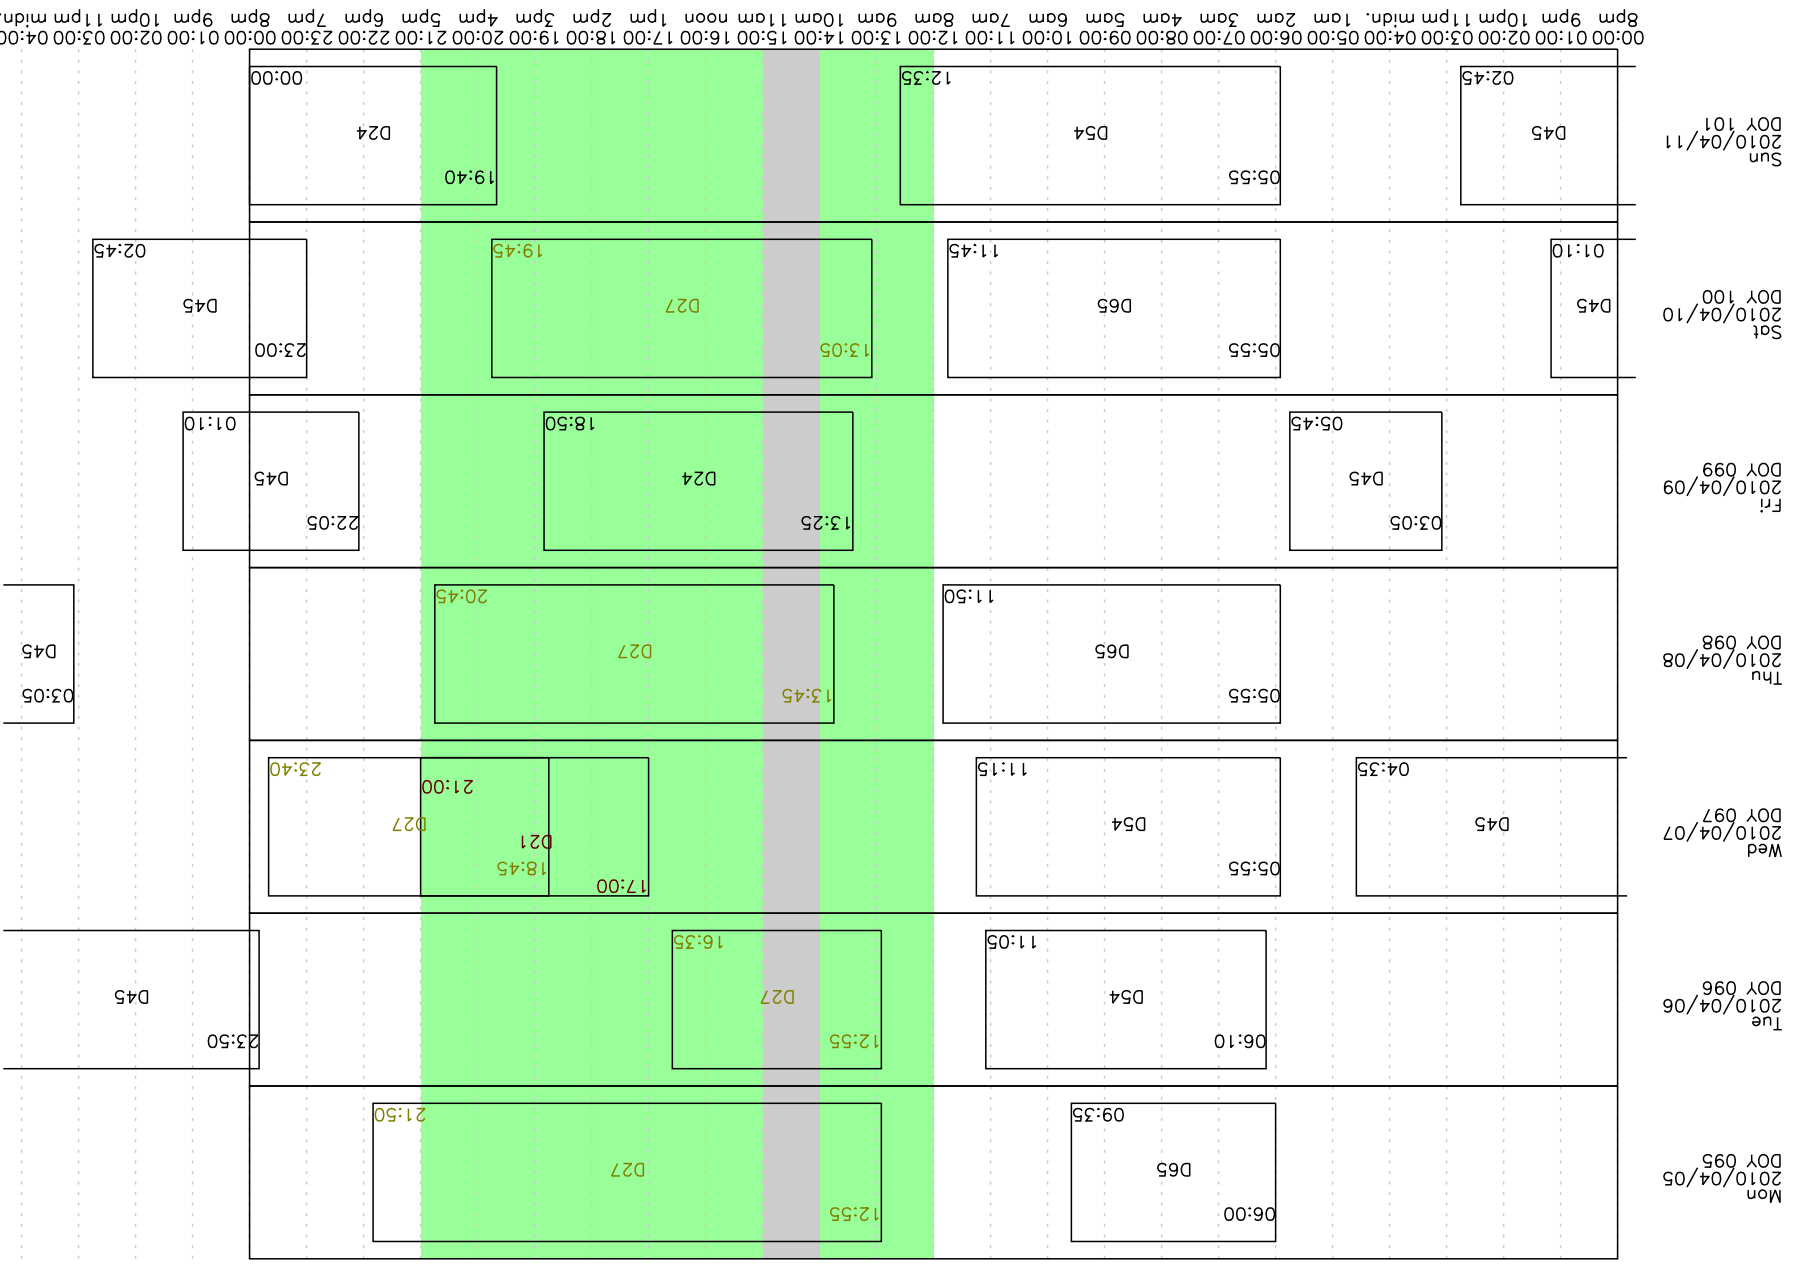 Mon
2010/04/05
DOY 095
06:00 12:55
D65 D27
09:35 21:50
Tue
2010/04/06
DOY 096
06:10 12:55 23:50
D54 D27 D45
11:05 16:35
Wed
2010/04/07
DOY 097
17:00
05:55 18:45
D21
D45 D54 D27
21:00
04:35 11:15 23:40
Thu
2010/04/08
DOY 098
05:55 13:45 03:05
D65 D27 D45
11:50 20:45
Fri
2010/04/09
DOY 099
03:05 13:25 22:05
D45 D24 D45
05:45 18:50 01:10
Sat
2010/04/10
DOY 100
05:55 13:05 23:00
D45 D65 D27 D45
01:10 11:45 19:45 02:45
Sun
2010/04/11
DOY 101
05:55 19:40
D45 D54 D24
02:45 12:35 00:00
00:00 01:00 02:00 03:00 04:00 05:00 06:00 07:00 08:00 09:00 10:00 11:00 12:00 13:00 14:00 15:00 16:00 17:00 18:00 19:00 20:00 21:00 22:00 23:00 00:00 01:00 02:00 03:00 04:00
8pm 9pm 10pm 11pm midn. 1am 2am 3am 4am 5am 6am 7am 8am 9am 10am 11am noon 1pm 2pm 3pm 4pm 5pm 6pm 7pm 8pm 9pm 10pm 11pm midn.